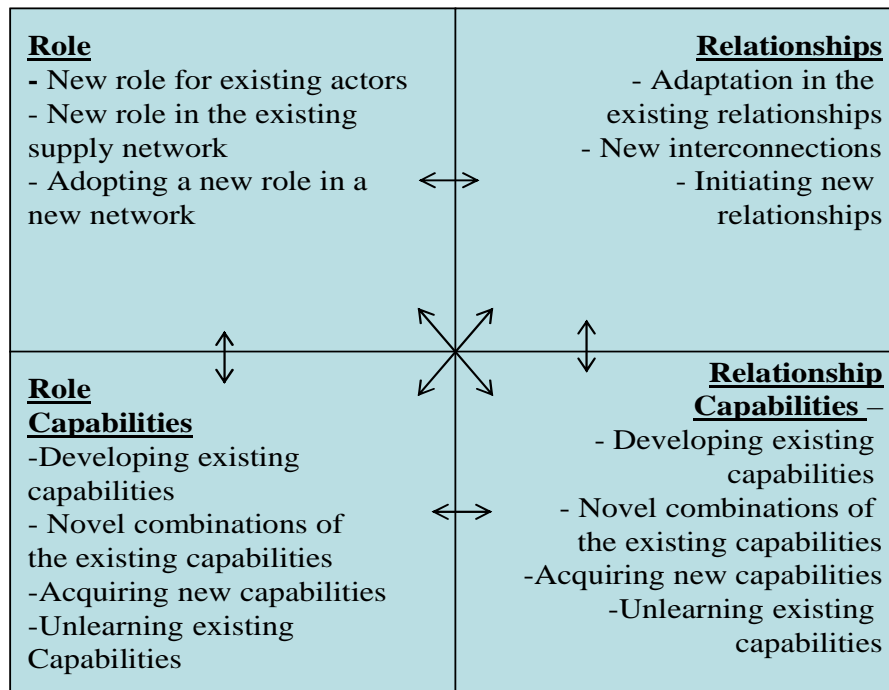 Role
- New role for existing actors
- New role in the existing
supply network
- Adopting a new role in a
new network
Relationships
- Adaptation in the
existing relationships
- New interconnections
- Initiating new
relationships
Role
Capabilities
-Developing existing
capabilities
- Novel combinations of
the existing capabilities
-Acquiring new capabilities
-Unlearning existing
Capabilities
Relationship
Capabilities –
- Developing existing
capabilities
- Novel combinations of
the existing capabilities
-Acquiring new capabilities
-Unlearning existing
capabilities